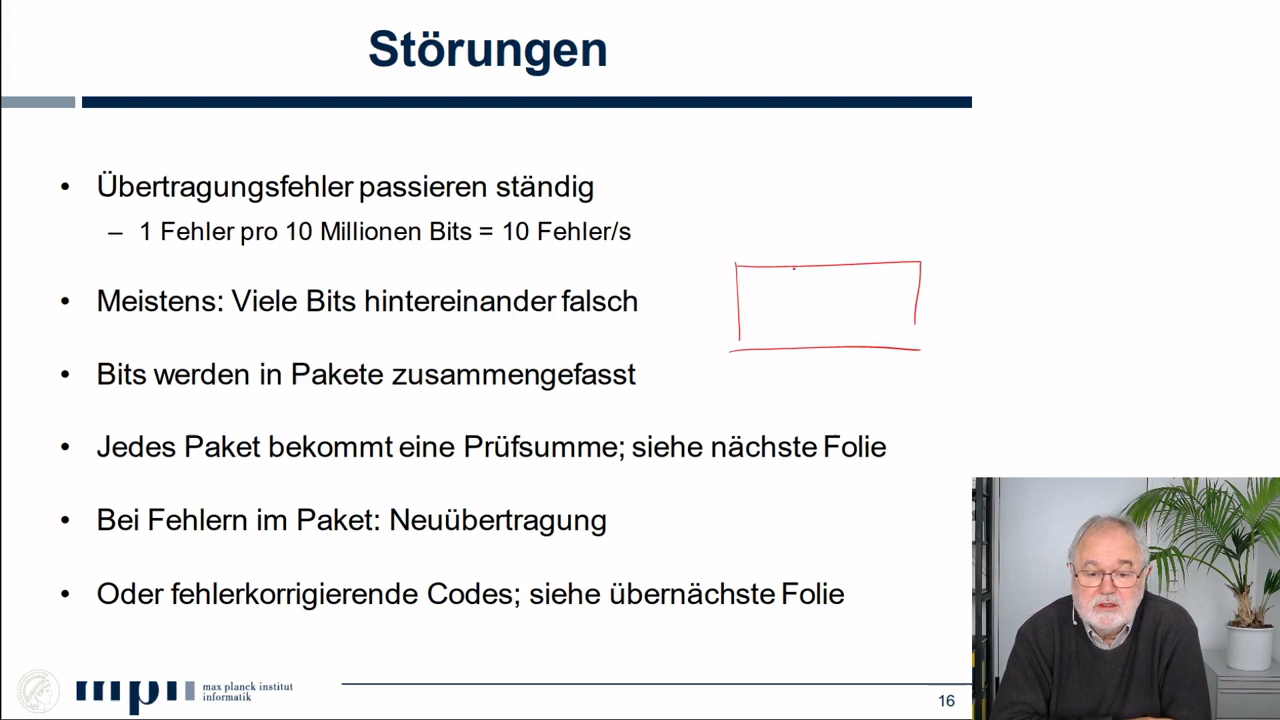 Störungen
• Übertragungsfehler passieren ständig
– 1 Fehler pro 10 Millionen Bits = 10 Fehler/s
• Meistens: Viele Bits hintereinander falsch
• Bits werden in Pakete zusammengefasst
• Jedes Paket bekommt eine Prüfsumme; siehe nächste Folie
• Bei Fehlern im Paket: Neuübertragung
• Oder fehlerkorrigierende Codes; siehe übernächste Folie
mpii max planck institut
informatik
16